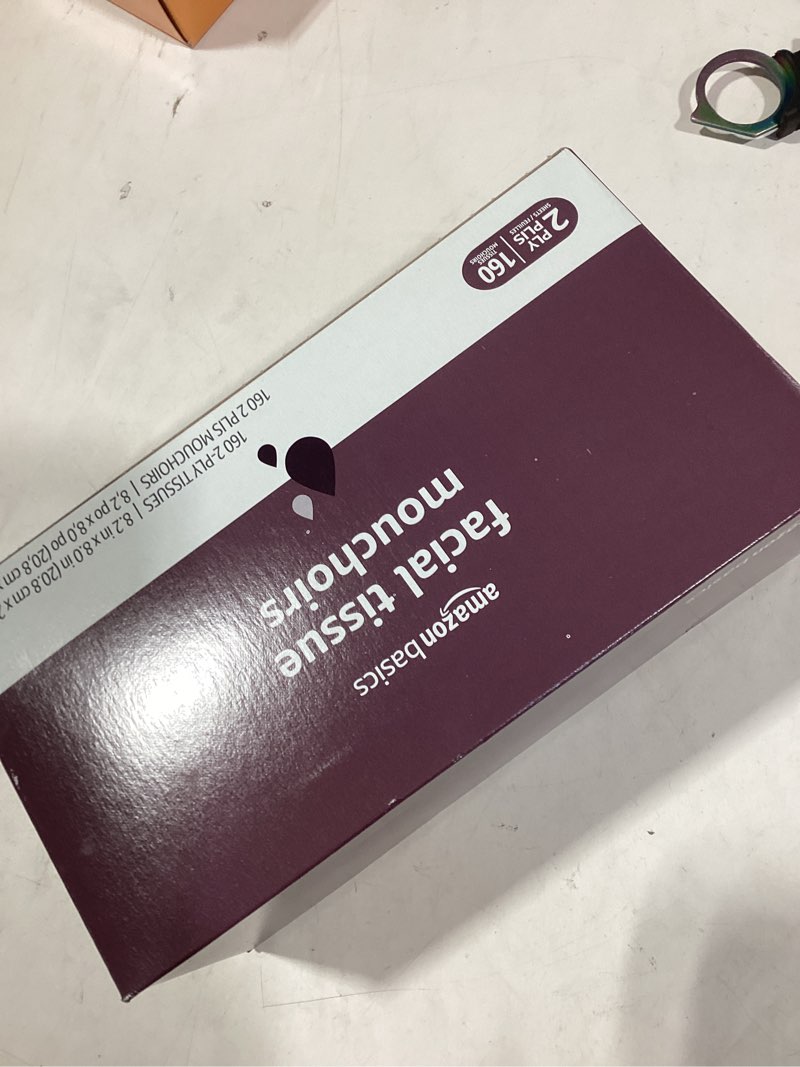 amazon basics
facial tissue
mouchoirs
160 2-PLY TISSUES | 8.2 in x 8.0 in (20.8 cm x
160 2 PLIS MOUCHOIRS | 8.2 po x 8.0 po (20,8 cm
2 PLY
PLIS
SHEETS / FEUILLES
160
TISSUES
MOUCHOIRS